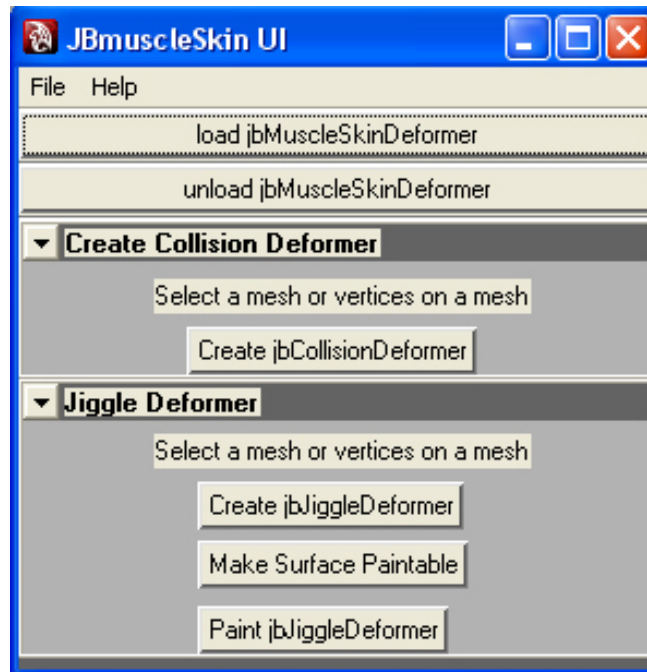 JBmuscleSkin UI
File Help
load jbMuscleSkinDeformer
unload jbMuscleSkinDeformer
Create Collision Deformer
Select a mesh or vertices on a mesh
Create jbCollisionDeformer
Jiggle Deformer
Select a mesh or vertices on a mesh
Create jbJiggleDeformer
Make Surface Paintable
Paint jbJiggleDeformer